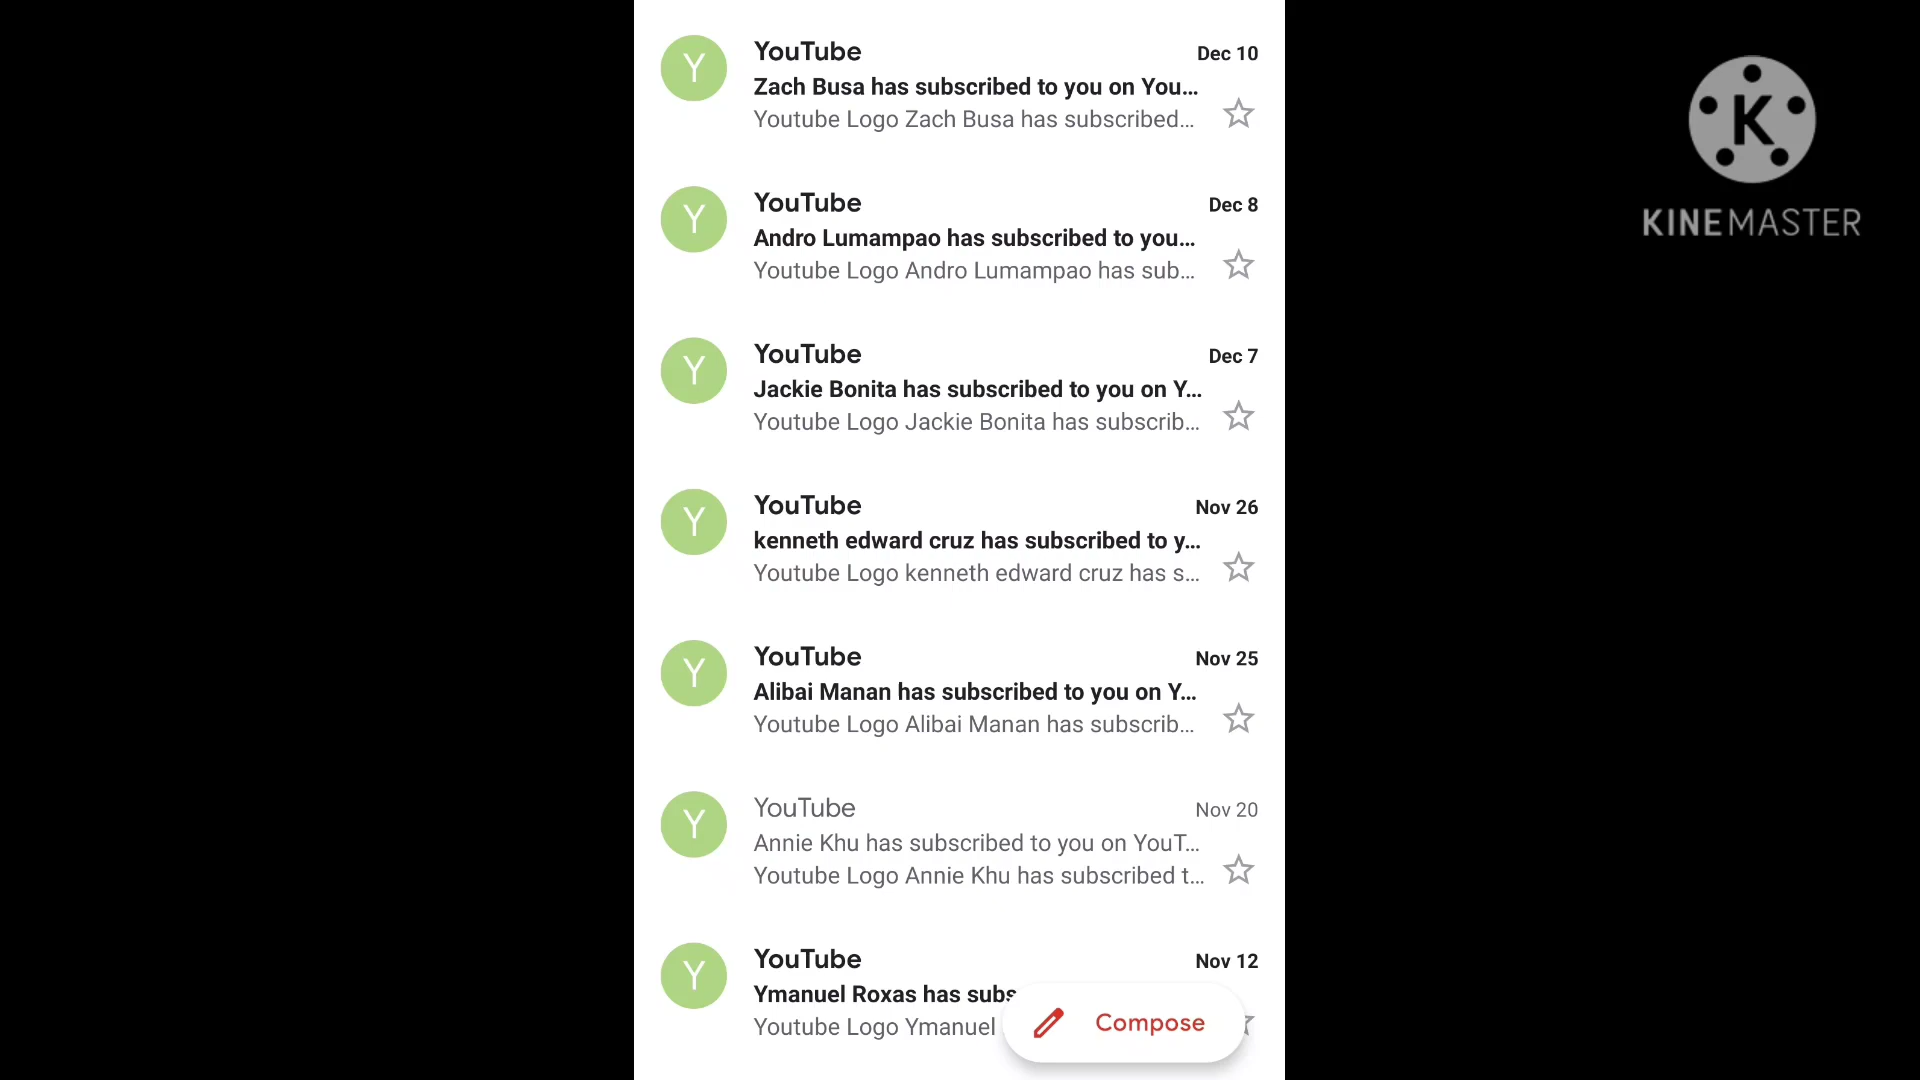 Y
YouTube
Dec 10
Zach Busa has subscribed to you on You...
Youtube Logo Zach Busa has subscribed...
Y
YouTube
Dec 8
Andro Lumampao has subscribed to you...
Youtube Logo Andro Lumampao has sub...
Y
YouTube
Dec 7
Jackie Bonita has subscribed to you on Y...
Youtube Logo Jackie Bonita has subscrib...
Y
YouTube
Nov 26
kenneth edward cruz has subscribed to y...
Youtube Logo kenneth edward cruz has s...
Y
YouTube
Nov 25
Alibai Manan has subscribed to you on Y...
Youtube Logo Alibai Manan has subscrib...
Y
YouTube
Nov 20
Annie Khu has subscribed to you on YouT...
Youtube Logo Annie Khu has subscribed t...
Y
YouTube
Nov 12
Ymanuel Roxas has subs
Youtube Logo Ymanuel
Compose
K
KINEMASTER